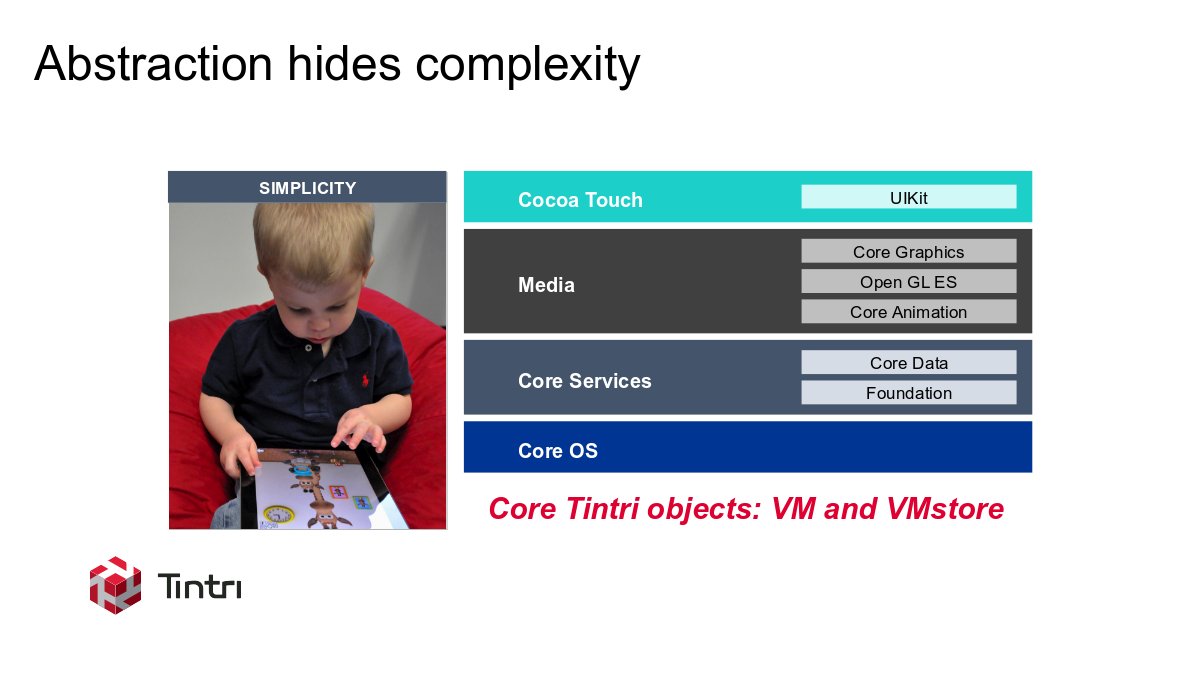 Abstraction hides complexity
SIMPLICITY
Cocoa Touch
UIKit
Media
Core Graphics
Open GL ES
Core Animation
Core Services
Core Data
Foundation
Core OS
Core Tintri objects: VM and VMstore
Tintri